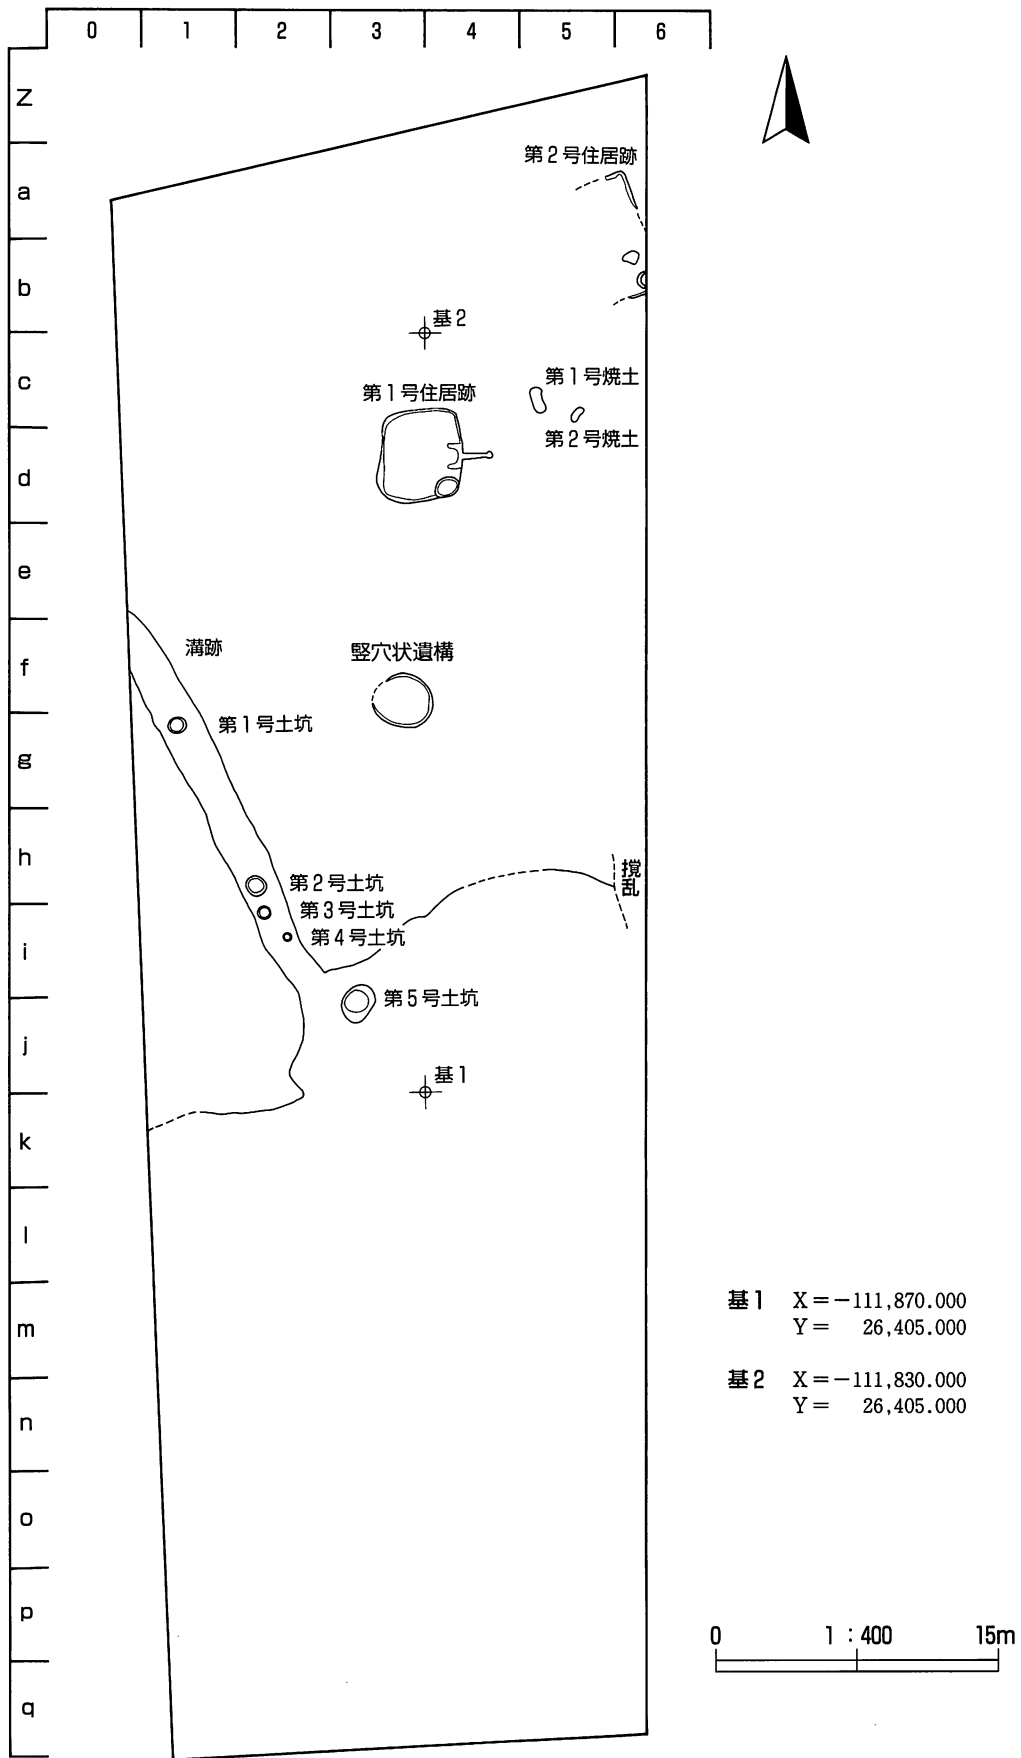 0 1 2 3 4 5 6
Z
a
b
c
d
e
f
g
h
i
j
k
l
m
n
o
p
q
第2号住居跡
基2
第1号焼土
第1号住居跡
第2号焼土
溝跡
竪穴状遺構
第1号土坑
撹乱
第2号土坑
第3号土坑
第4号土坑
第5号土坑
基1
基1 X=-111,870.000
Y= 26,405.000
基2 X=-111,830.000
Y= 26,405.000
0 1:400 15m